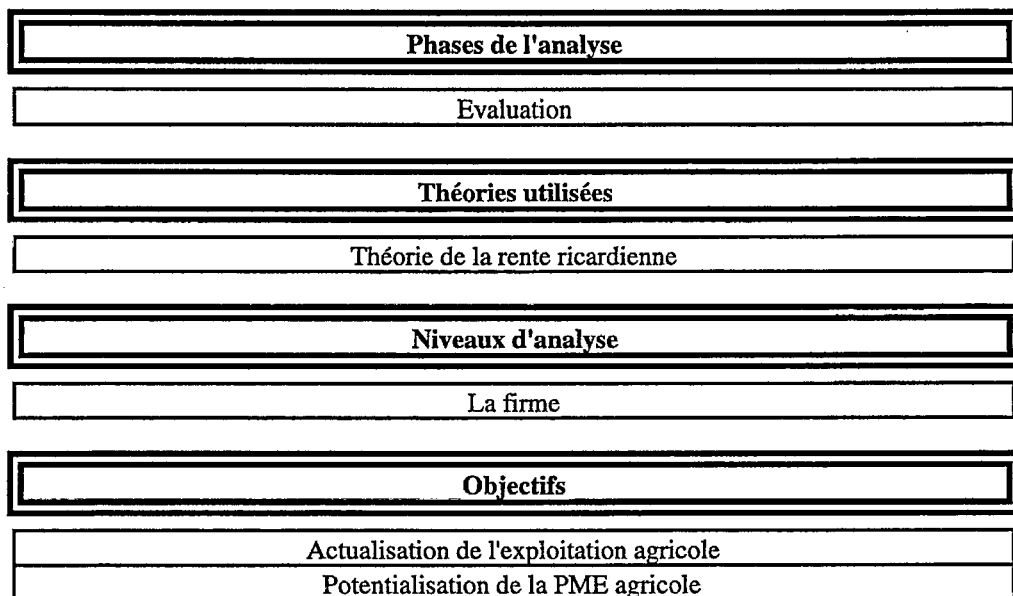 Phases de l'analyse
Evaluation
Théories utilisées
Théorie de la rente ricardienne
Niveaux d'analyse
La firme
Objectifs
Actualisation de l'exploitation agricole
Potentialisation de la PME agricole